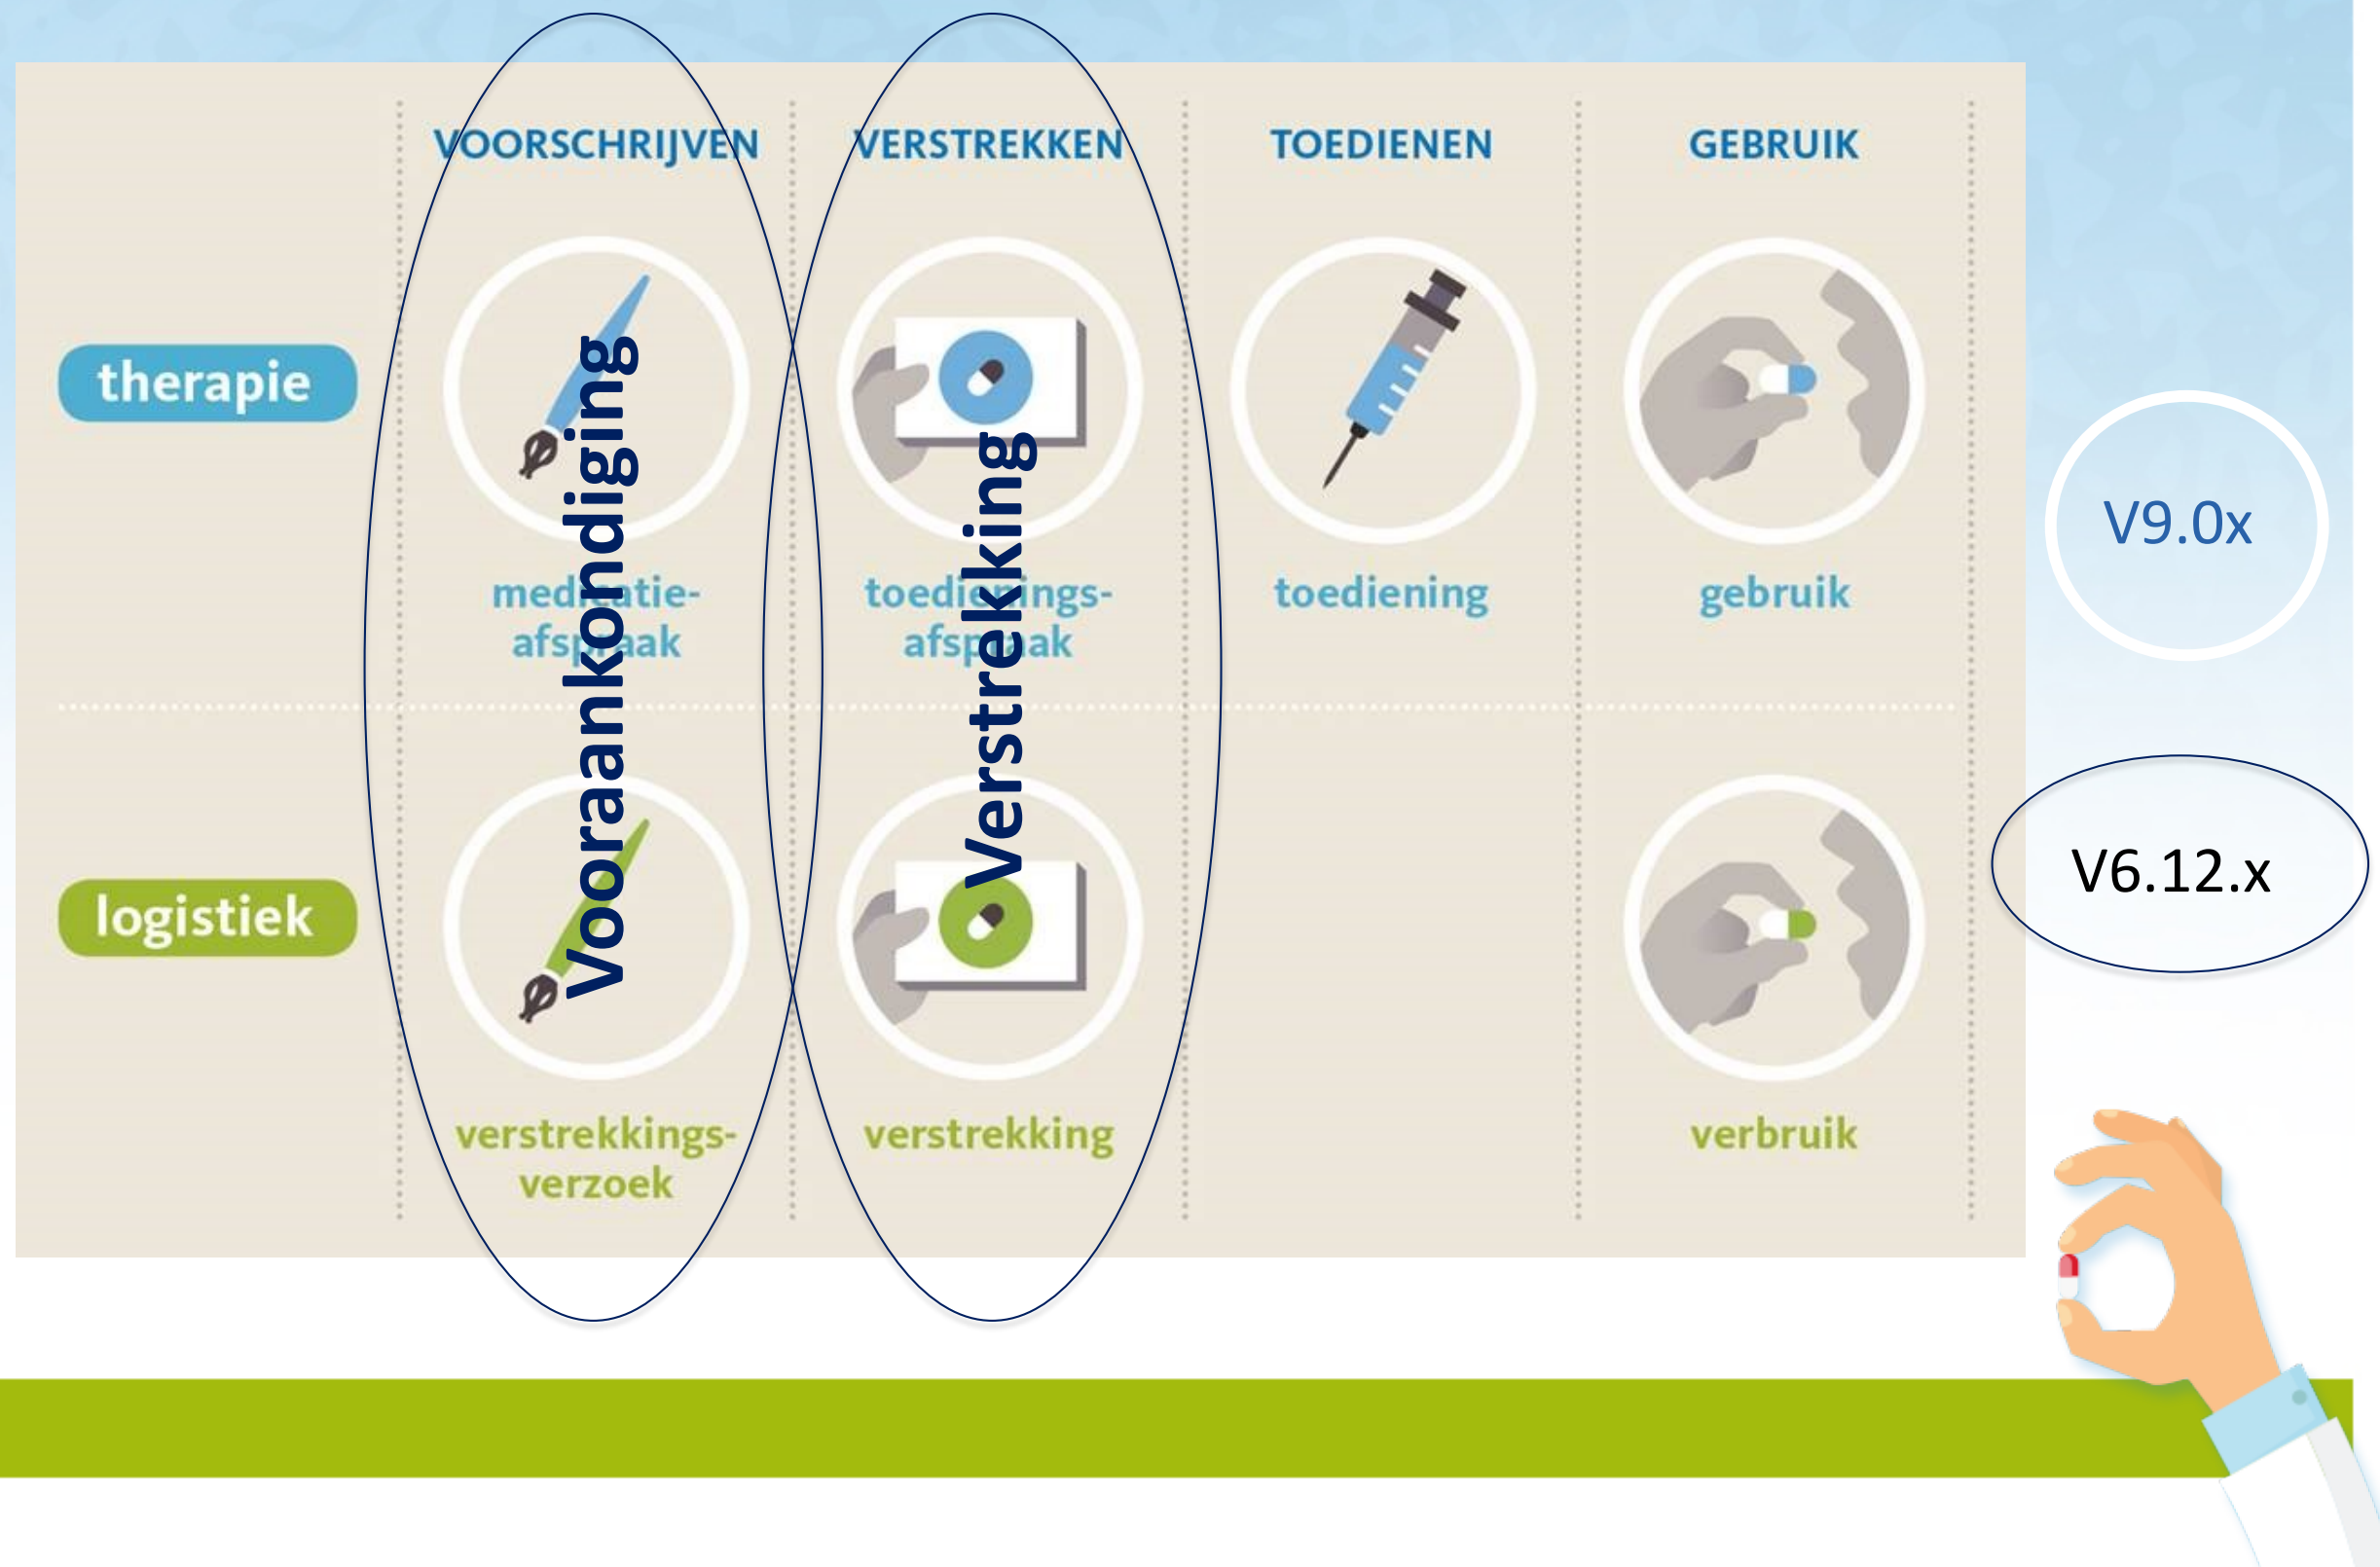 VOORSCHRIJVEN
VERSTREKKEN
TOEDIENEN
GEBRUIK
therapie
medicatie-
afspraak
toedienings-
afspraak
toediening
gebruik
Vooraankondiging
Verstrekking
V9.0x
logistiek
verstrekkings-
verzoek
verstrekking
verbruik
V6.12.x